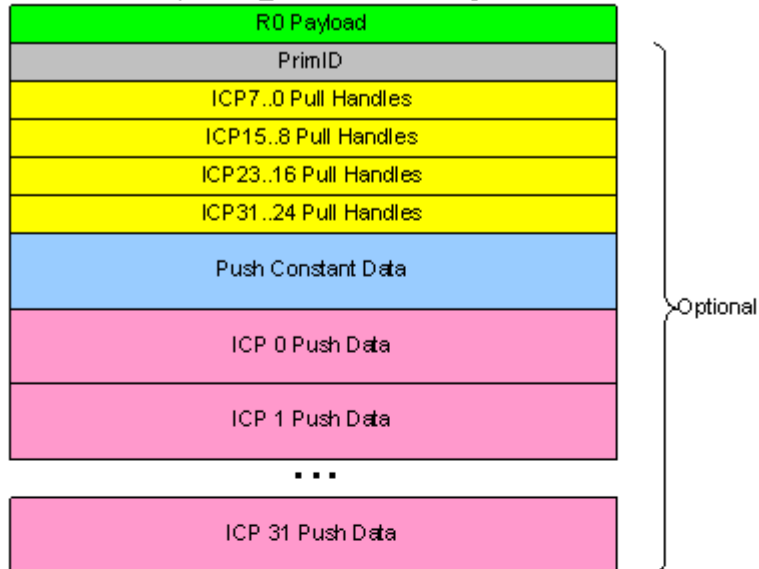 R0 Payload
PrimID
ICP7..0 Pull Handles
ICP15..8 Pull Handles
ICP23..16 Pull Handles
ICP31..24 Pull Handles
Push Constant Data
Optional
ICP 0 Push Data
ICP 1 Push Data
...
ICP 31 Push Data